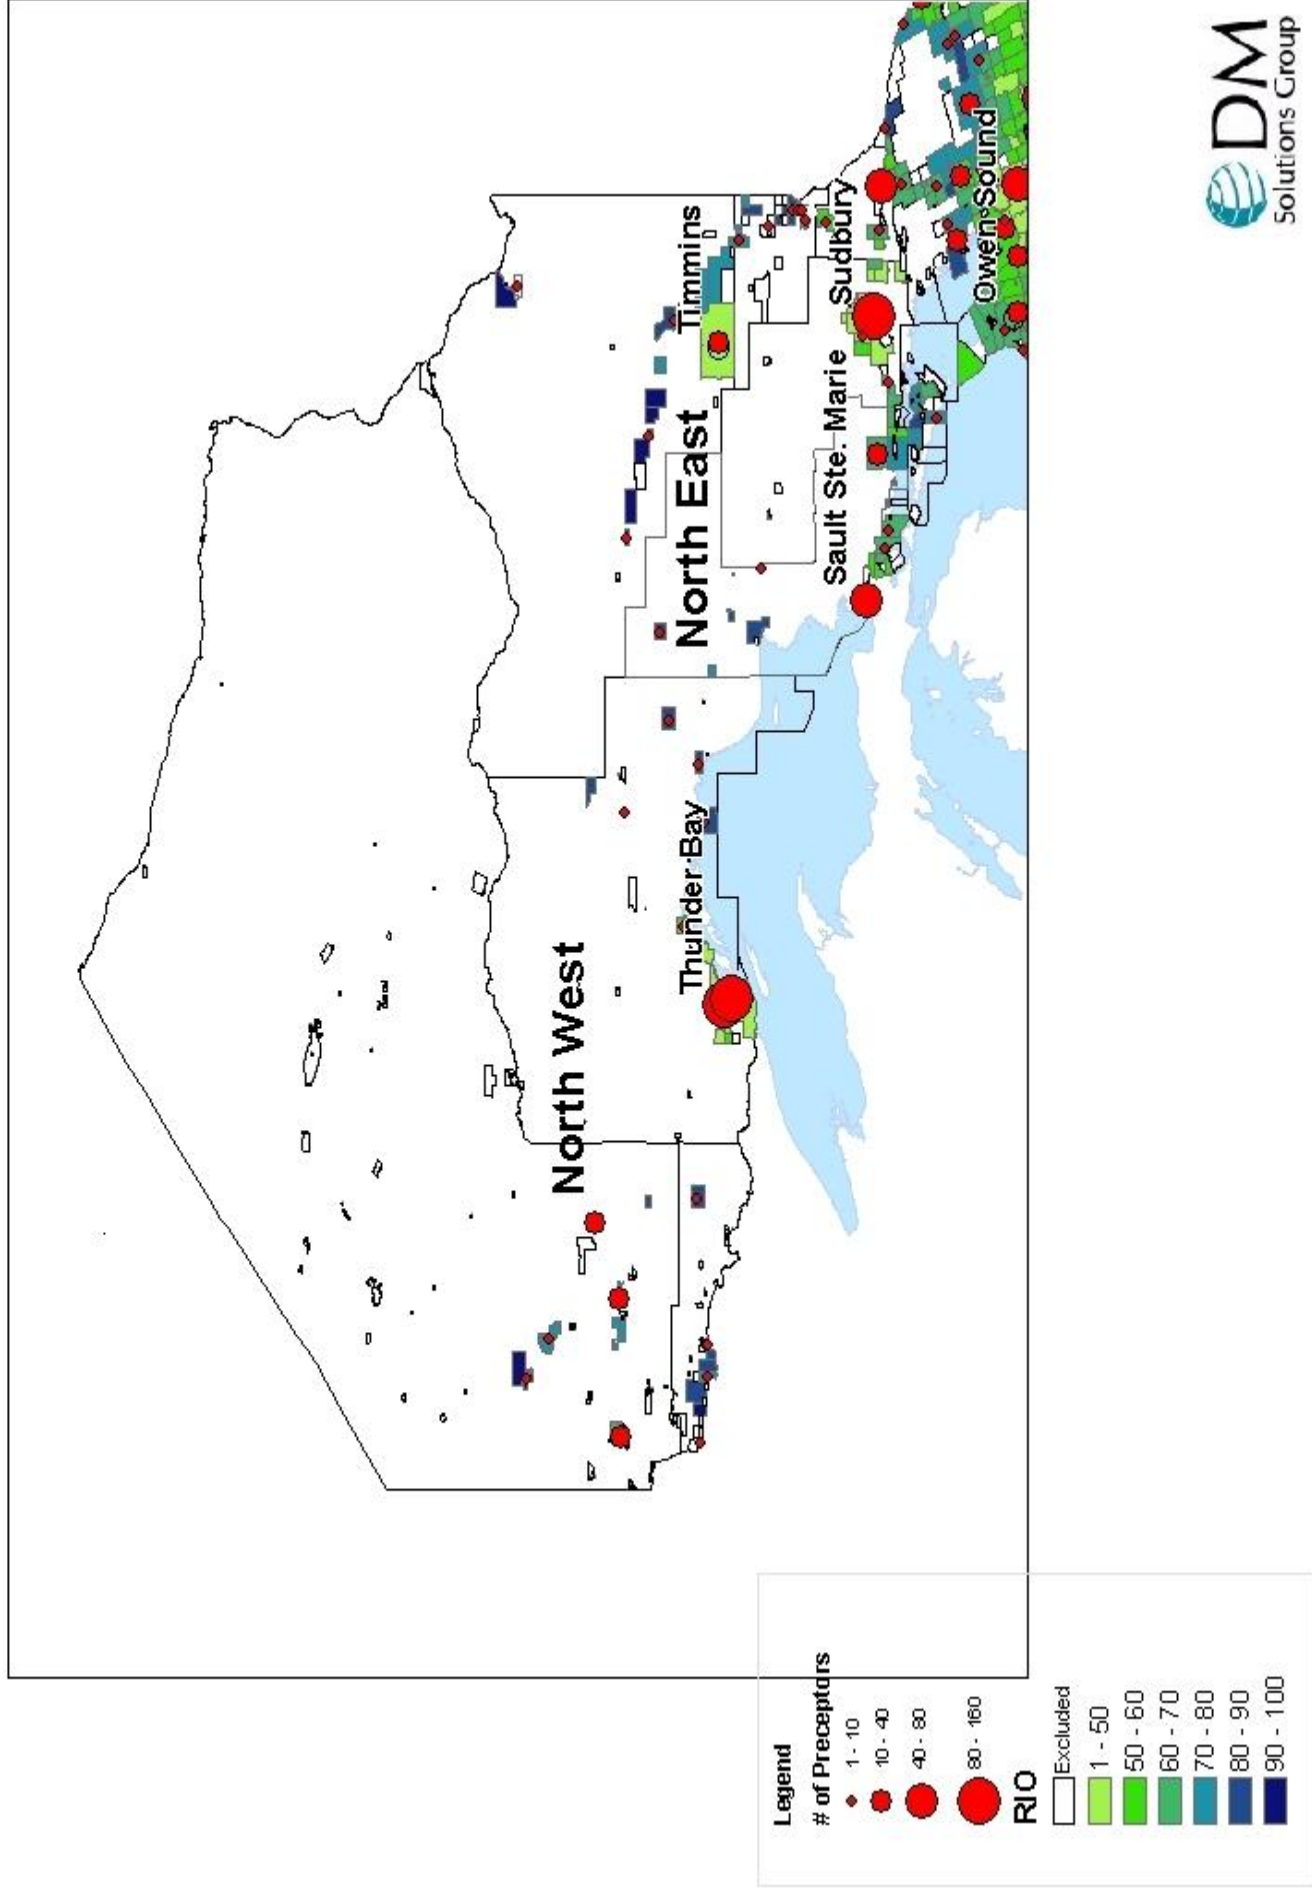 North West
North East
Thunder Bay
Timmins
Sault Ste. Marie
Sudbury
Owen Sound
Legend
# of Preceptors
1 - 10
10 - 40
40 - 80
80 - 160
RIO
Excluded
1 - 50
50 - 60
60 - 70
70 - 80
80 - 90
90 - 100
DM
Solutions Group